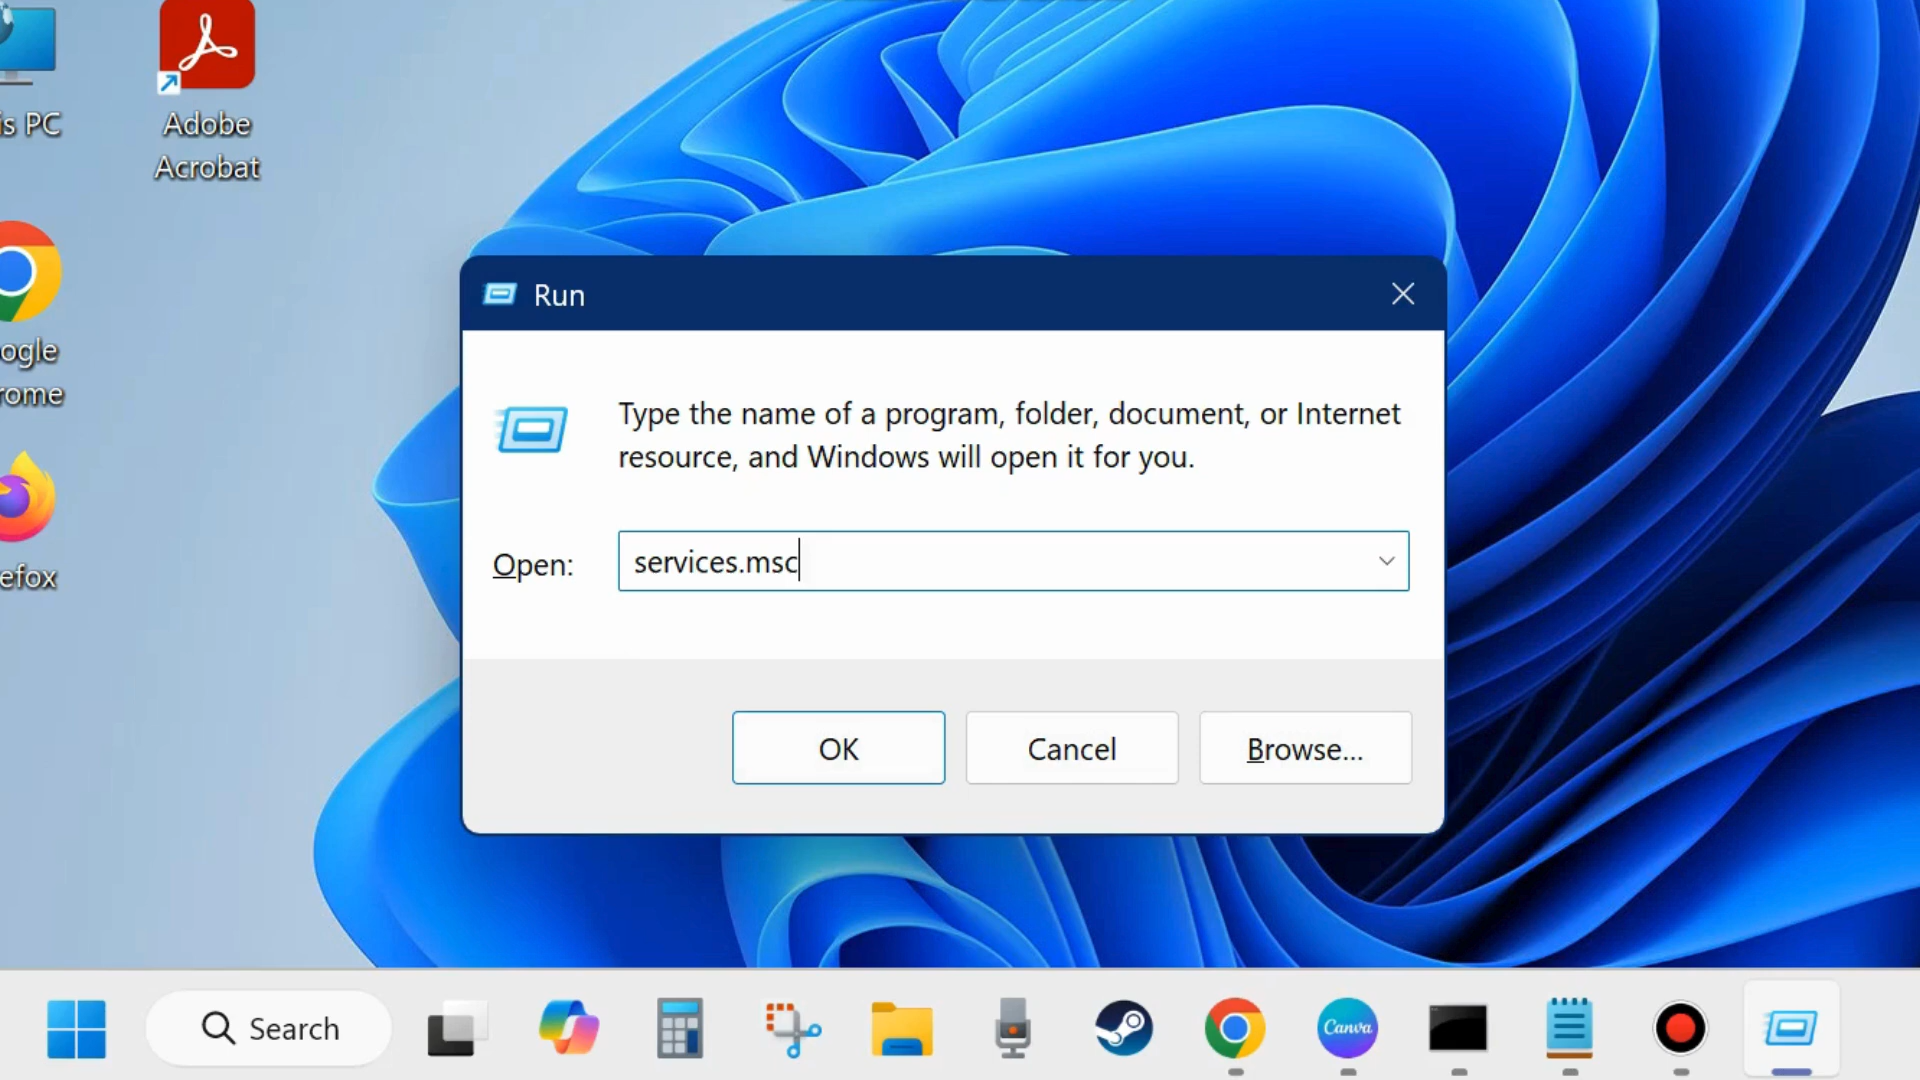 is PC
Adobe
Acrobat
ogle
rome
efox
Run
Type the name of a program, folder, document, or Internet
resource, and Windows will open it for you.
Open:
services.msc
OK
Cancel
Browse...
Search
Canva